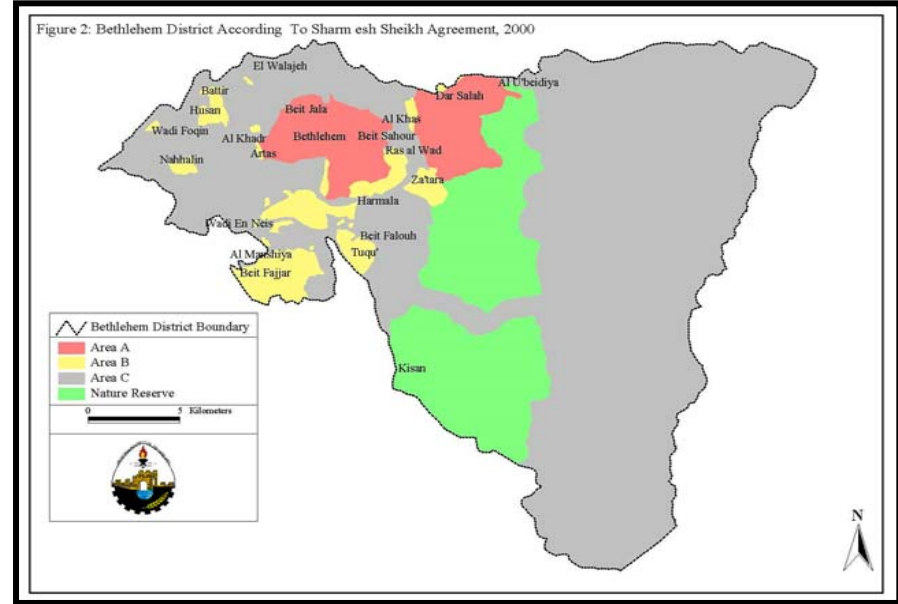 Figure 2: Bethlehem District According To Sharm esh Sheikh Agreement, 2000
El Walajeh
Al U'beidiya
Battir
Dar Salah
Husan
Beit Jala
Al Khas
Wadi Foqin
Al Khadr
Bethlehem
Beit Sahour
Artas
Ras al Wad
Nahhalin
Za'tara
Harmala
Wadi En Neis
Beit Falouh
Al Manshiya
Tuqu'
Beit Fajjar
Kisan
Bethlehem District Boundary
Area A
Area B
Area C
Nature Reserve
0 5 Kilometers
N